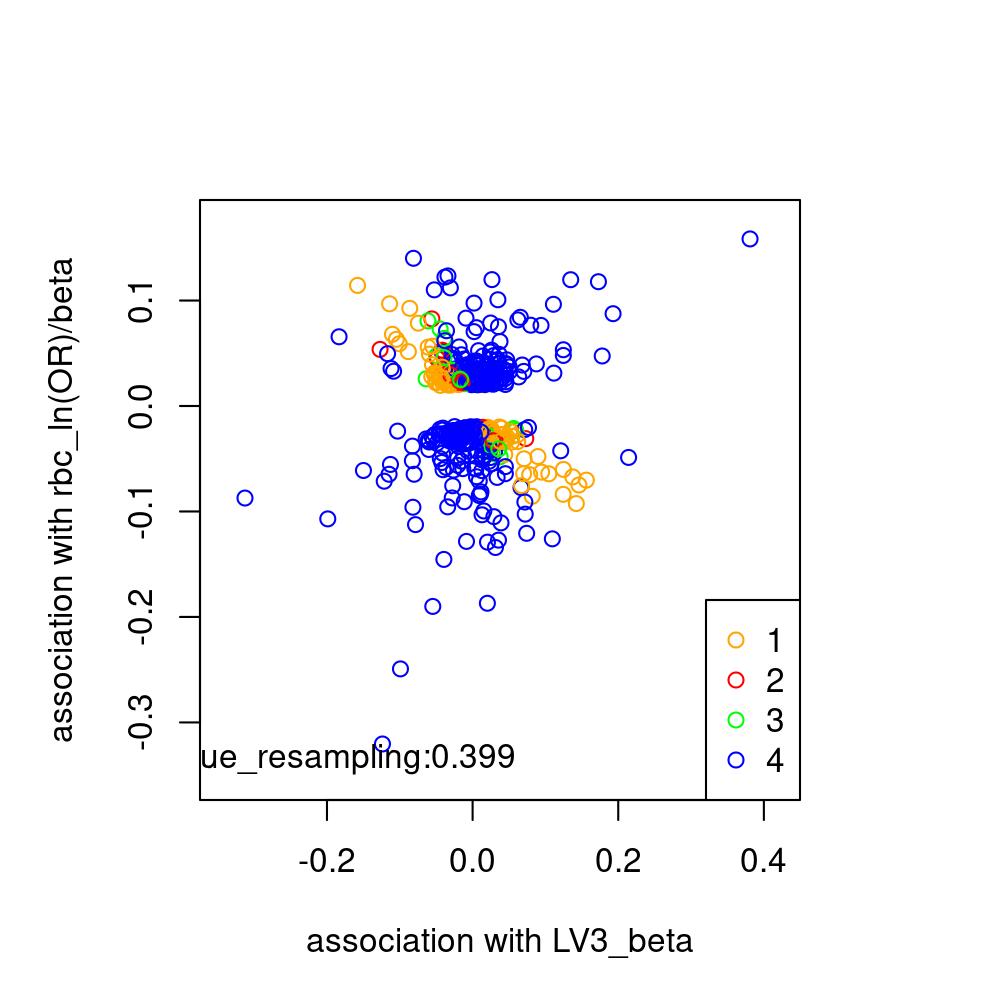 association with rbc_ln(OR)/beta
0.1
0.0
-0.1
-0.2
-0.3
ue_resampling:0.399
1
2
3
4
-0.2 0.0 0.2 0.4
association with LV3_beta